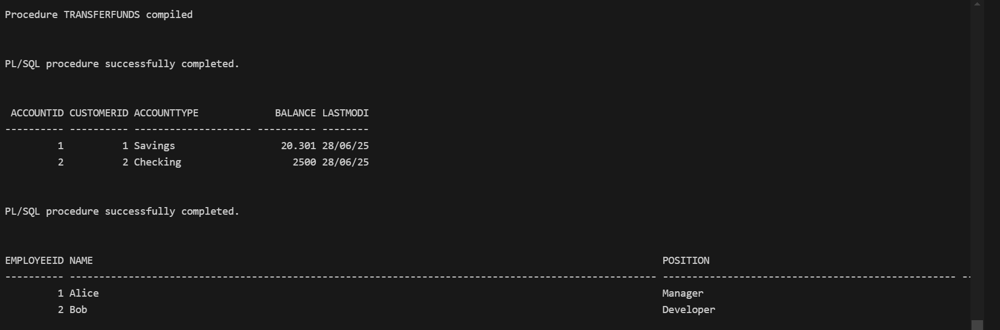 Procedure TRANSFERFUNDS compiled
PL/SQL procedure successfully completed.
 ACCOUNTID CUSTOMERID ACCOUNTTYPE             BALANCE LASTMODI
---------- ---------- -------------------- ---------- --------
         1          1 Savings                  20.301 28/06/25
         2          2 Checking                   2500 28/06/25
PL/SQL procedure successfully completed.
EMPLOYEEID NAME                                                                                                 POSITION
---------- ---------------------------------------------------------------------------------------------------- -------------------------------------------------- --
         1 Alice                                                                                                Manager
         2 Bob                                                                                                  Developer